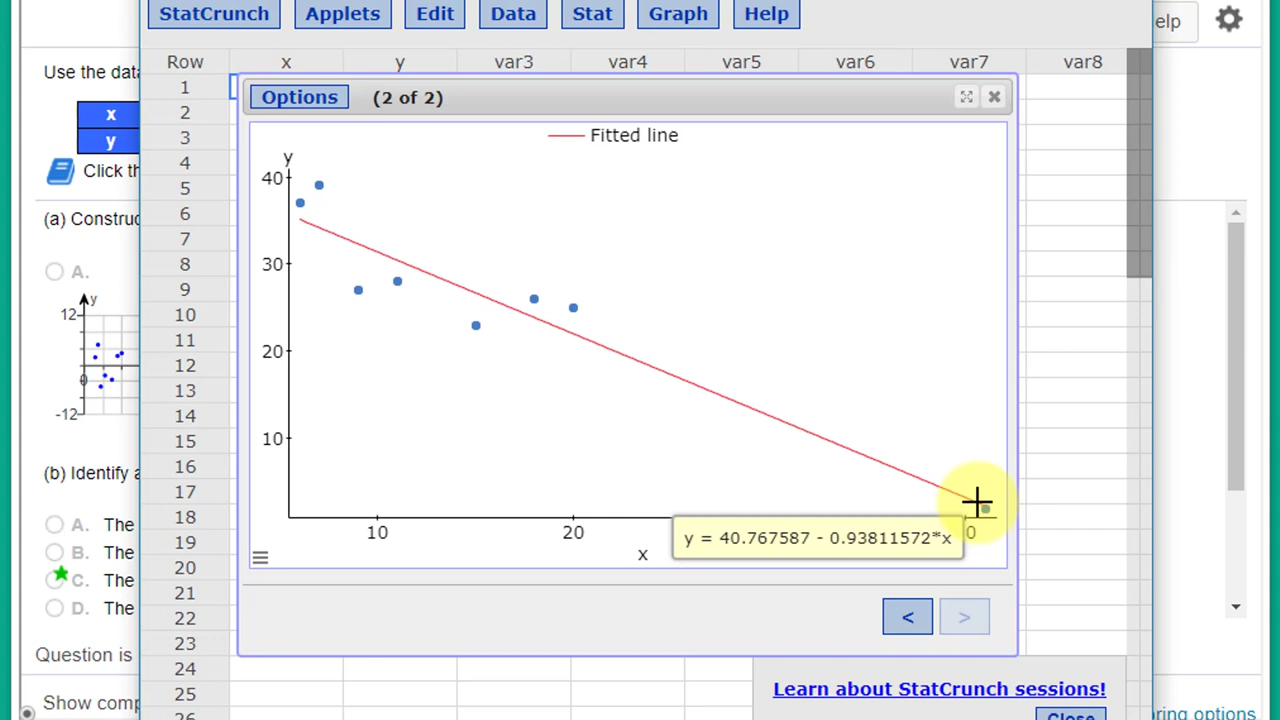 StatCrunch Applets Edit Data Stat Graph Help
Row x y var3 var4 var5 var6 var7 var8
Use the data
x
y
Click th
(a) Construc
A.
y
12
0
-12
(b) Identify a
A. The
B. The
C. The
D. The
Question is
Show comp
1
2
3
4
5
6
7
8
9
10
11
12
13
14
15
16
17
18
19
20
21
22
23
24
25
26
Options (2 of 2)
Fitted line
y
40
30
20
10
10 20 0
x
y = 40.767587 - 0.93811572*x
< >
Learn about StatCrunch sessions!
Close
elp
ring options